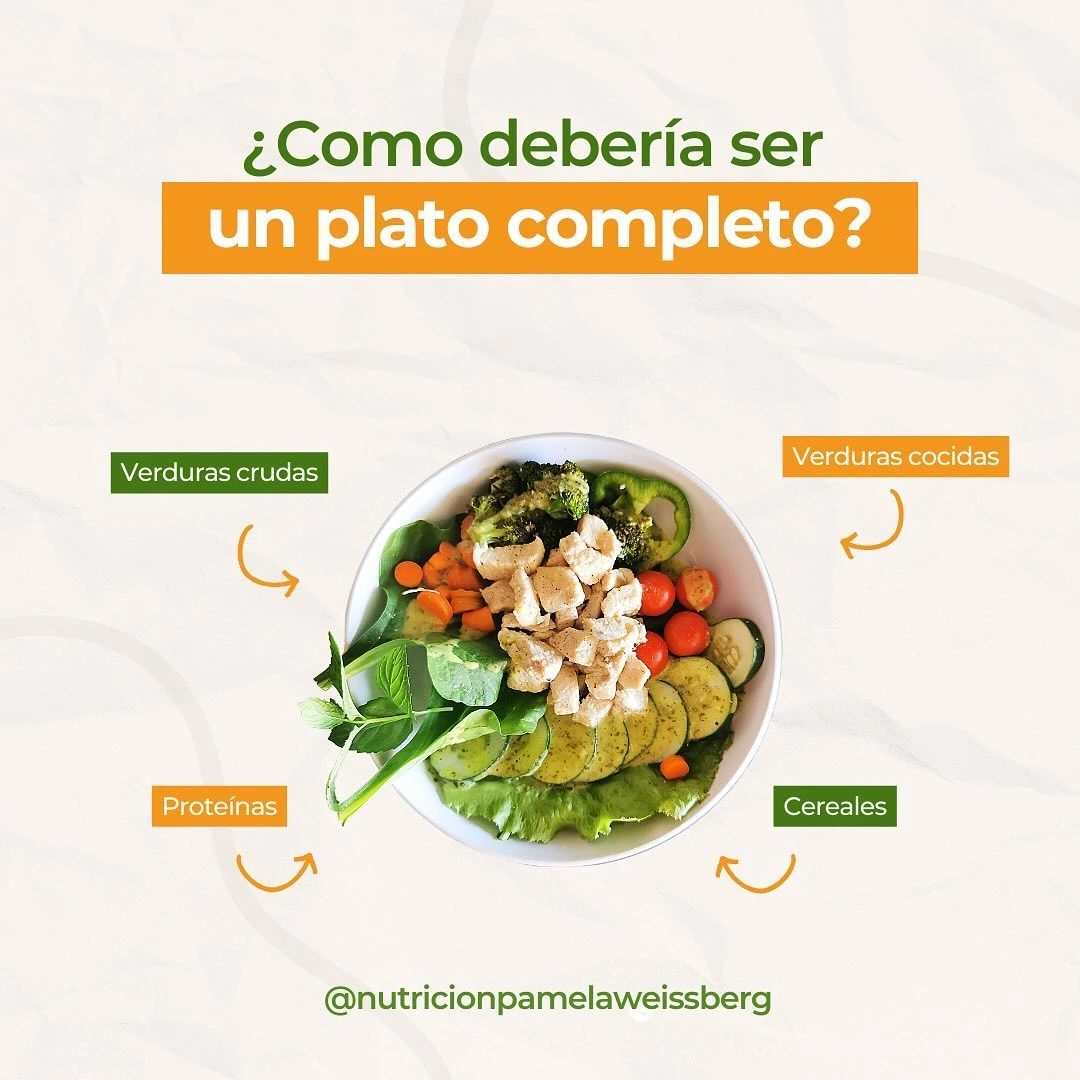 ¿Como debería ser
un plato completo?
Verduras crudas
Verduras cocidas
Proteínas
Cereales
@nutricionpamelaweissberg